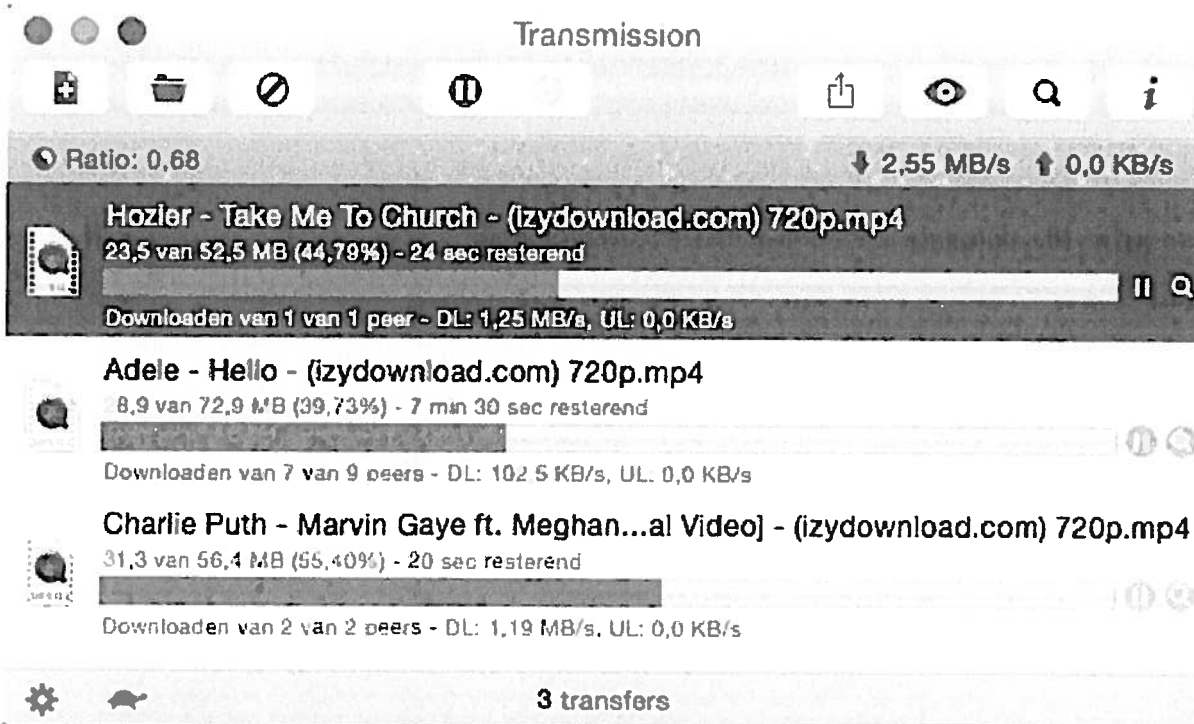 Transmission
Ratio: 0,68 2,55 MB/s 0,0 KB/s
Hozier - Take Me To Church - (izydownload.com) 720p.mp4
23,5 van 52,5 MB (44,79%) - 24 sec resterend
Downloaden van 1 van 1 peer - DL: 1,25 MB/s, UL: 0,0 KB/s
Adele - Hello - (izydownload.com) 720p.mp4
28,9 van 72,9 MB (39,73%) - 7 min 30 sec resterend
Downloaden van 7 van 9 peers - DL: 102,5 KB/s, UL: 0,0 KB/s
Charlie Puth - Marvin Gaye ft. Meghan...al Video] - (izydownload.com) 720p.mp4
31,3 van 56,4 MB (55,40%) - 20 sec resterend
Downloaden van 2 van 2 peers - DL: 1,19 MB/s, UL: 0,0 KB/s
3 transfers